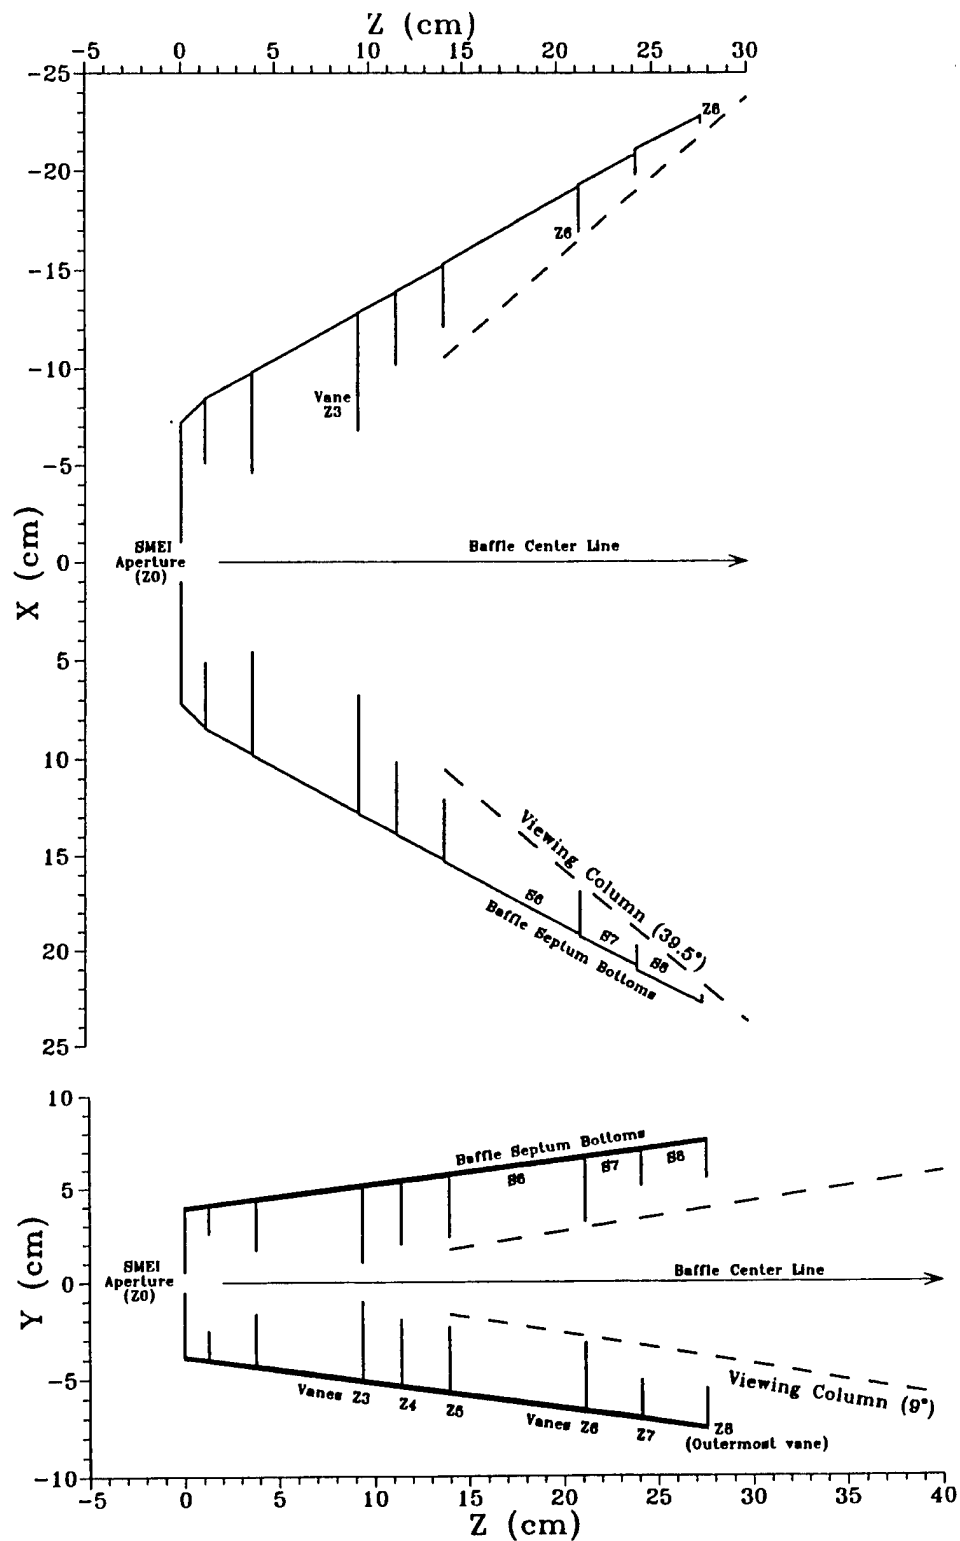 Z (cm)
-5 0 5 10 15 20 25 30
-25
-20
-15
-10
-5
0
5
10
15
20
25
X (cm)
Z8
Z6
Vane
Z3
SMEI
Aperture
(Z0)
Baffle Center Line
Viewing Column (39.5°)
S6
S7
S8
Baffle Septum Bottoms
10
5
0
-5
-10
Y (cm)
Baffle Septum Bottoms
S6
S7
S8
SMEI
Aperture
(Z0)
Baffle Center Line
Viewing Column (9°)
Vanes Z3
Z4
Z5
Vanes Z6
Z7
Z8
(Outermost vane)
-5 0 5 10 15 20 25 30 35 40
Z (cm)